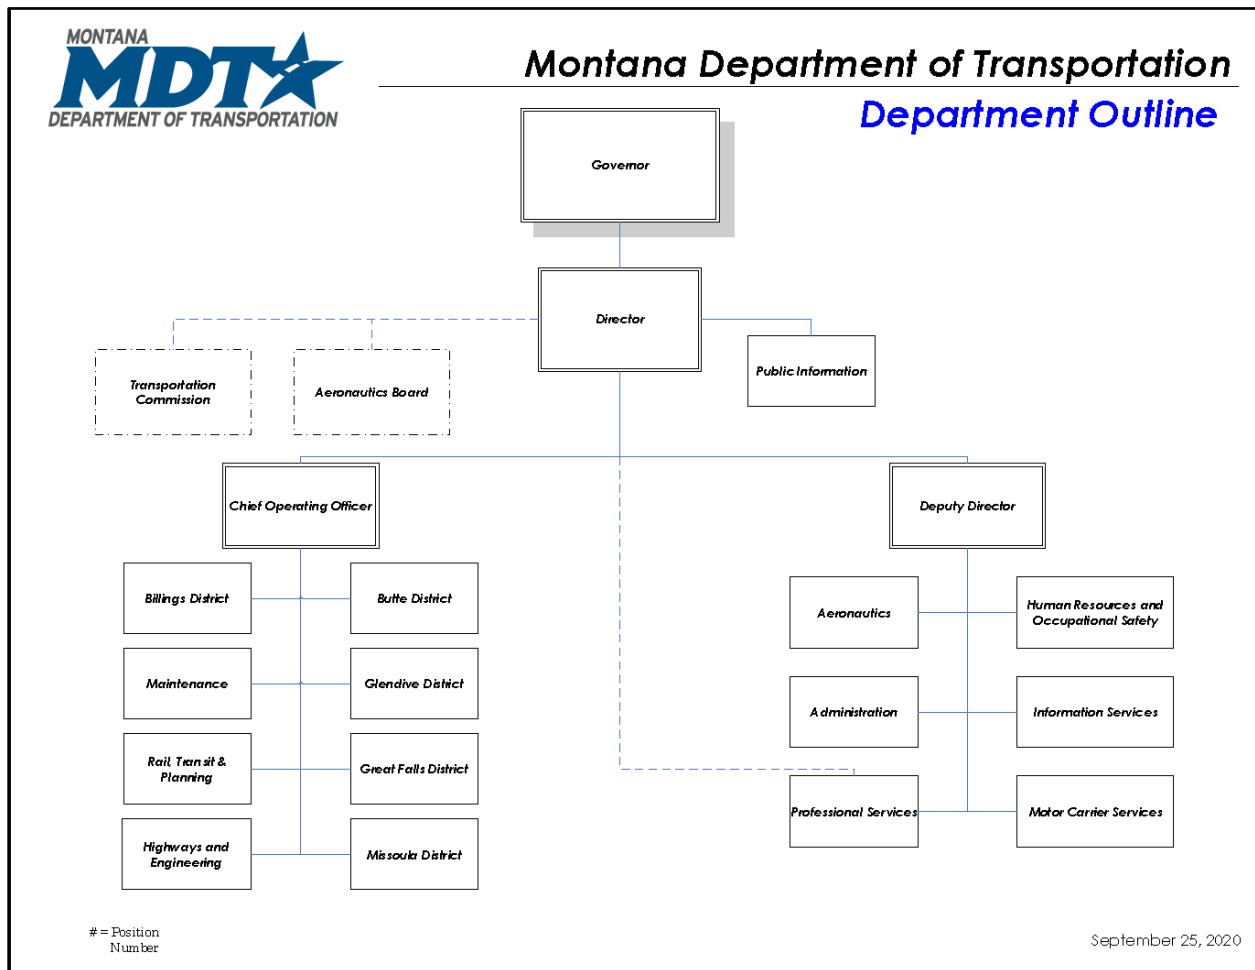 MONTANA
MDT
DEPARTMENT OF TRANSPORTATION
Montana Department of Transportation
Department Outline
Governor
Director
Transportation
Commission
Aeronautics Board
Public Information
Chief Operating Officer
Deputy Director
Billings District
Butte District
Maintenance
Glendive District
Rail, Transit &
Planning
Great Falls District
Highways and
Engineering
Missoula District
Aeronautics
Human Resources and
Occupational Safety
Administration
Information Services
Professional Services
Motor Carrier Services
# = Position
Number
September 25, 2020